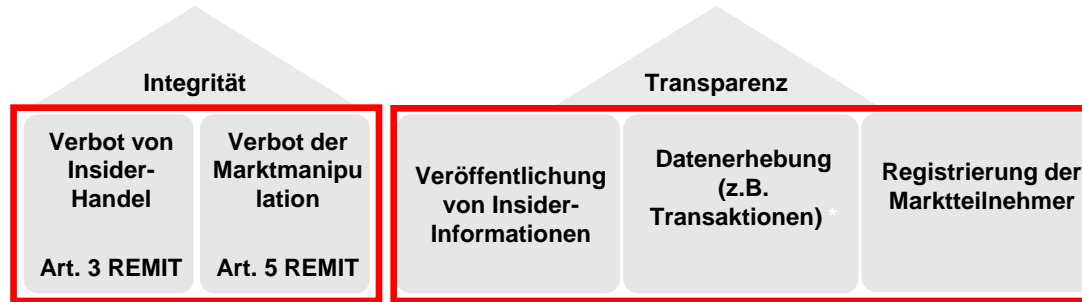 Integrität
Transparenz
Verbot von
Insider-
Handel
Art. 3 REMIT
Verbot der
Marktmanipu
lation
Art. 5 REMIT
Veröffentlichung
von Insider-
Informationen
Datenerhebung
(z.B.
Transaktionen) *
Registrierung der
Marktteilnehmer